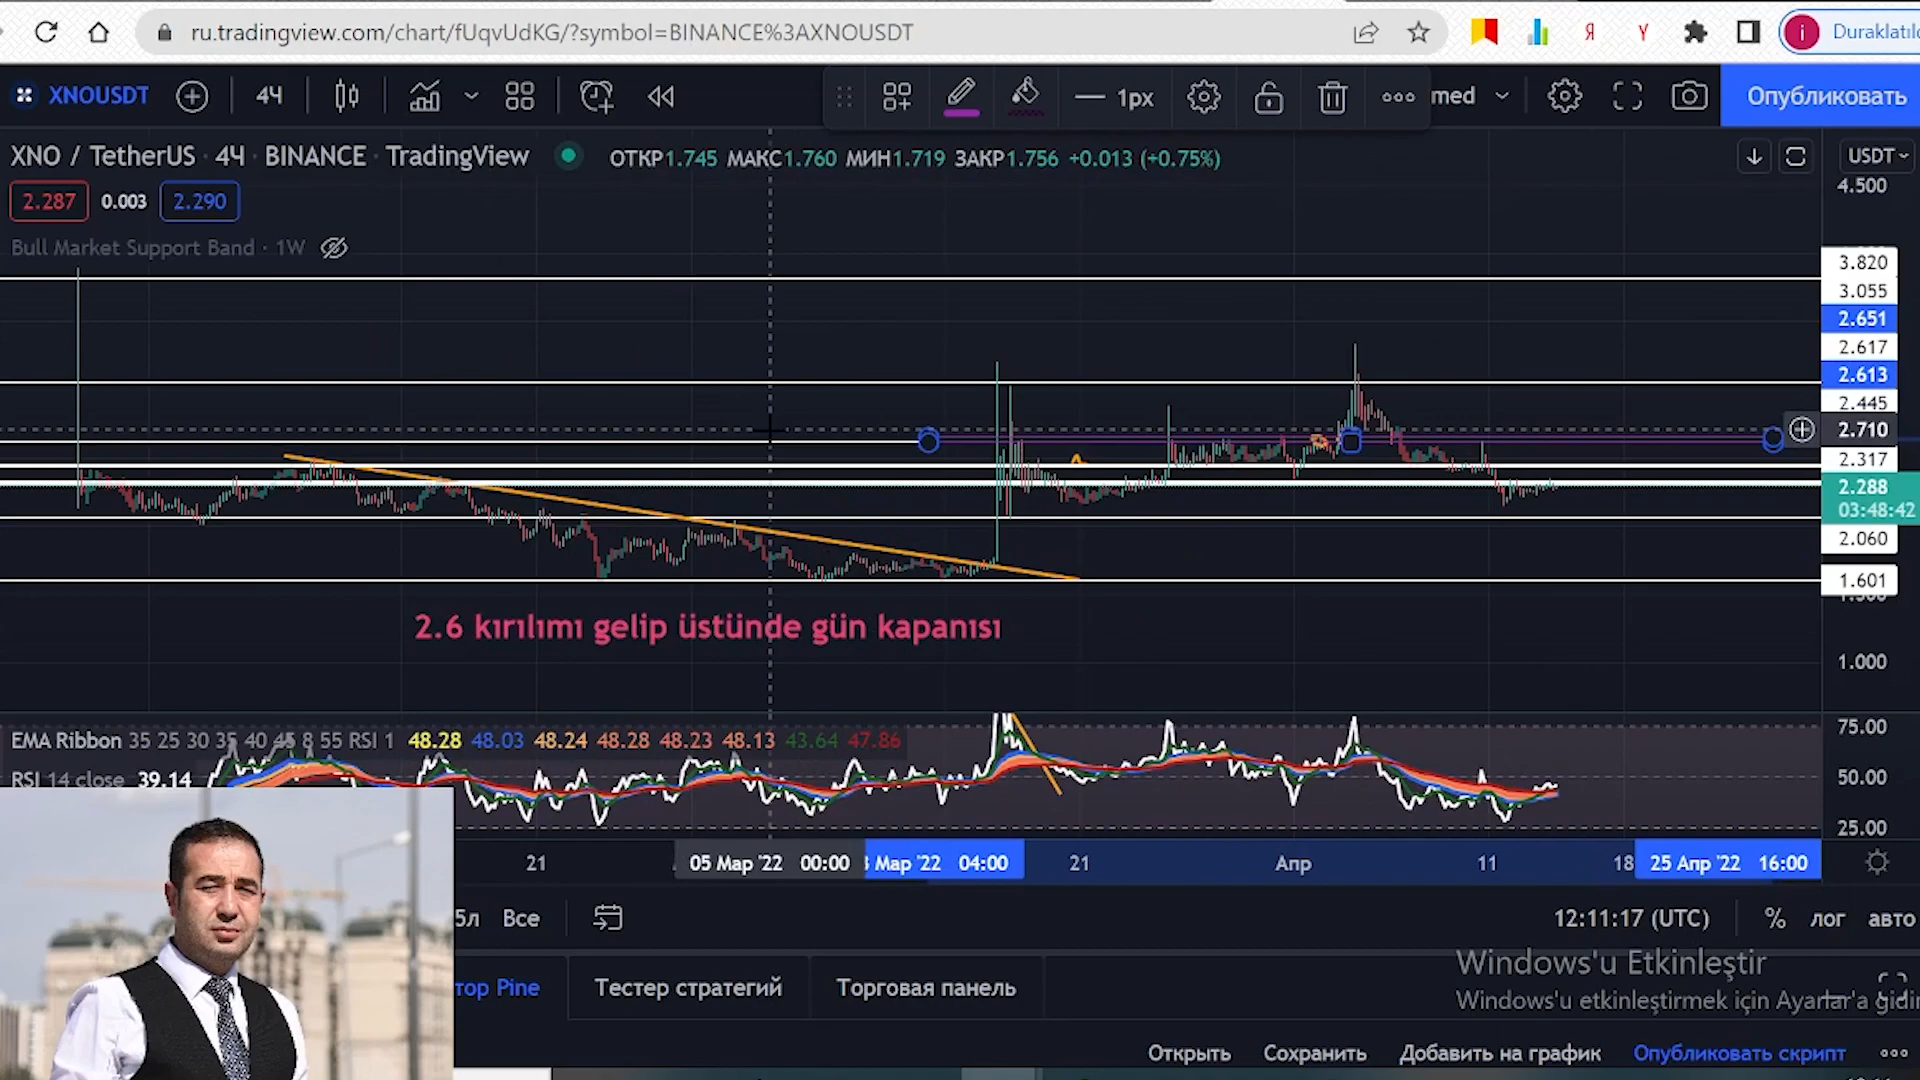 ru.tradingview.com/chart/fUqvUdKG/?symbol=BINANCE%3AXNOUSDT
Я
Y
i
Duraklatıld
XNOUSDT
4Ч
1px
med
Опубликовать
XNO / TetherUS · 4Ч · BINANCE · TradingView
ОТКР1.745 МАКС1.760 МИН1.719 ЗАКР1.756 +0.013 (+0.75%)
USDT
2.287
0.003
2.290
4.500
Bull Market Support Band · 1W
3.820
3.055
2.651
2.617
2.613
2.445
2.710
2.317
2.288
03:48:42
2.060
1.601
2.6 kırılımı gelip üstünde gün kapanısı
1.000
EMA Ribbon 35 25 30 35 40 45 8 55 RSI 1 48.28 48.03 48.24 48.28 48.23 48.13 43.64 47.86
RSI 14 close 39.14
75.00
50.00
25.00
21
05 Мар '22 00:00
Мар '22 04:00
21
Апр
11
18
25 Апр '22 16:00
5л
Все
12:11:17 (UTC)
%
лог
авто
тор Pine
Тестер стратегий
Торговая панель
Windows'u Etkinleştir
Windows'u etkinleştirmek için Ayarlar'a gidin
Открыть
Сохранить
Добавить на график
Опубликовать скрипт